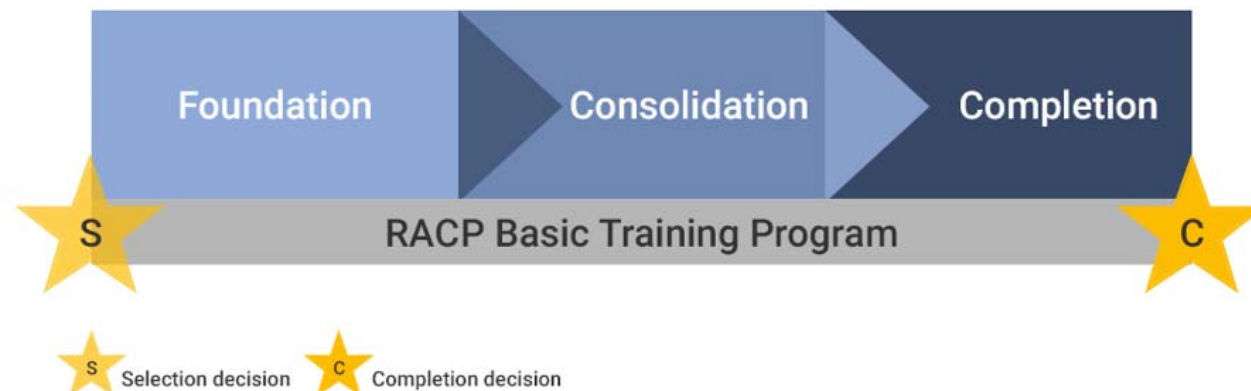 Foundation
Consolidation
Completion
S
RACP Basic Training Program
C
S Selection decision
C Completion decision